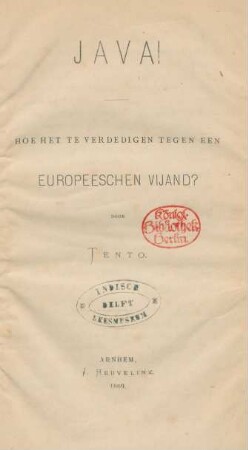 JAVA!
HOE HET TE VERDEDIGEN TEGEN EEN
EUROPEESCHEN VIJAND?
DOOR
TENTO.
Königl.
Bibliothek
Berlin.
INDISCH
DELFT
LEESMUSEUM
ARNHEM,
HEUVELINK.